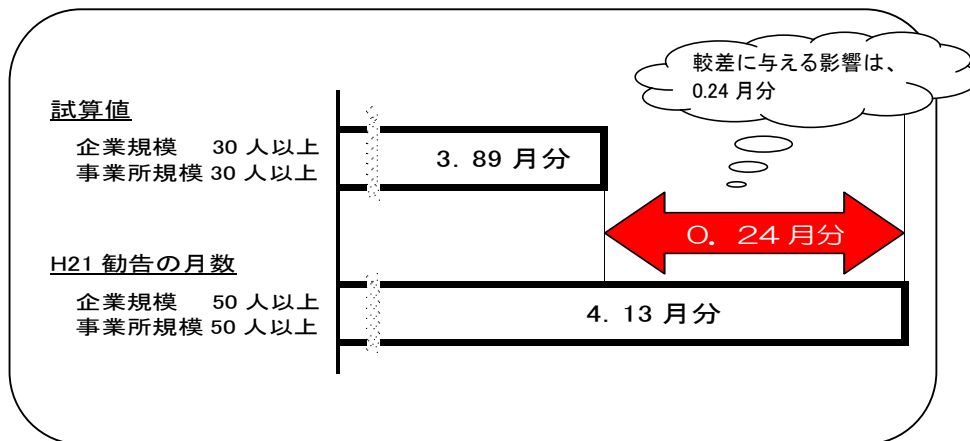 較差に与える影響は、
0.24 月分
試算値
企業規模 30 人以上
事業所規模 30 人以上
3. 89 月分
0. 24 月分
H21 勧告の月数
企業規模 50 人以上
事業所規模 50 人以上
4. 13 月分